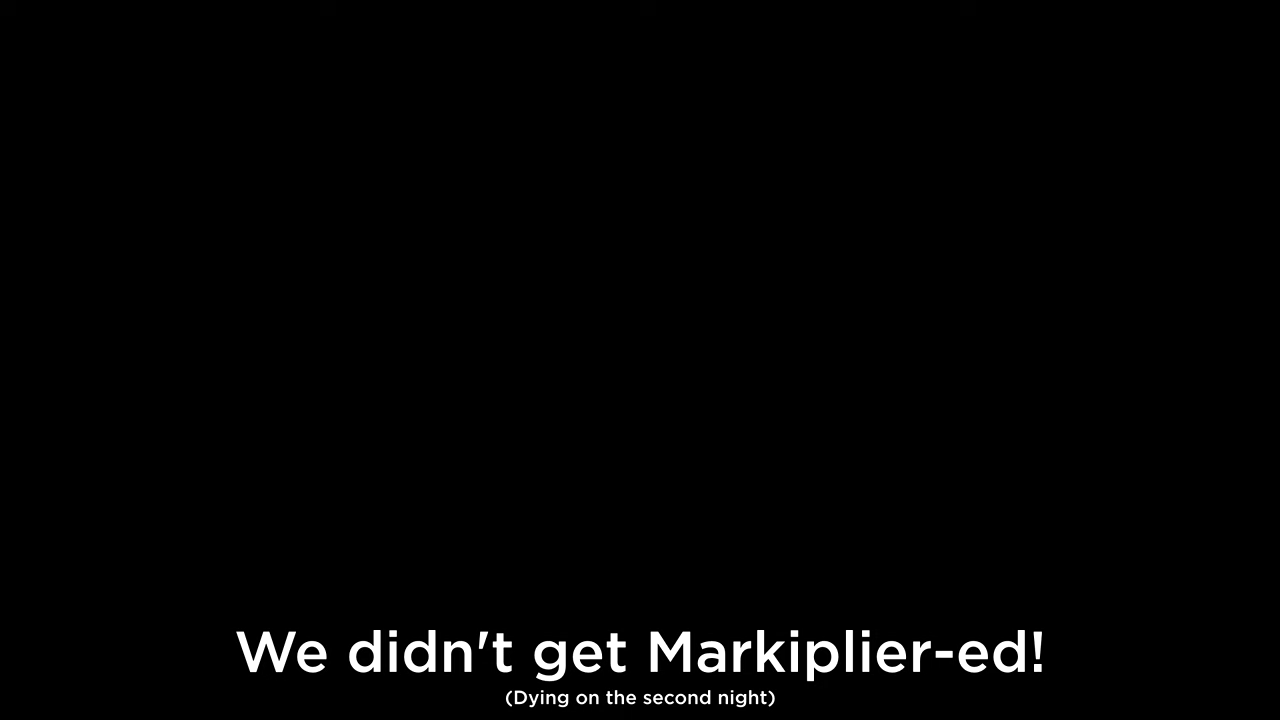 We didn't get Markiplier-ed!
(Dying on the second night)